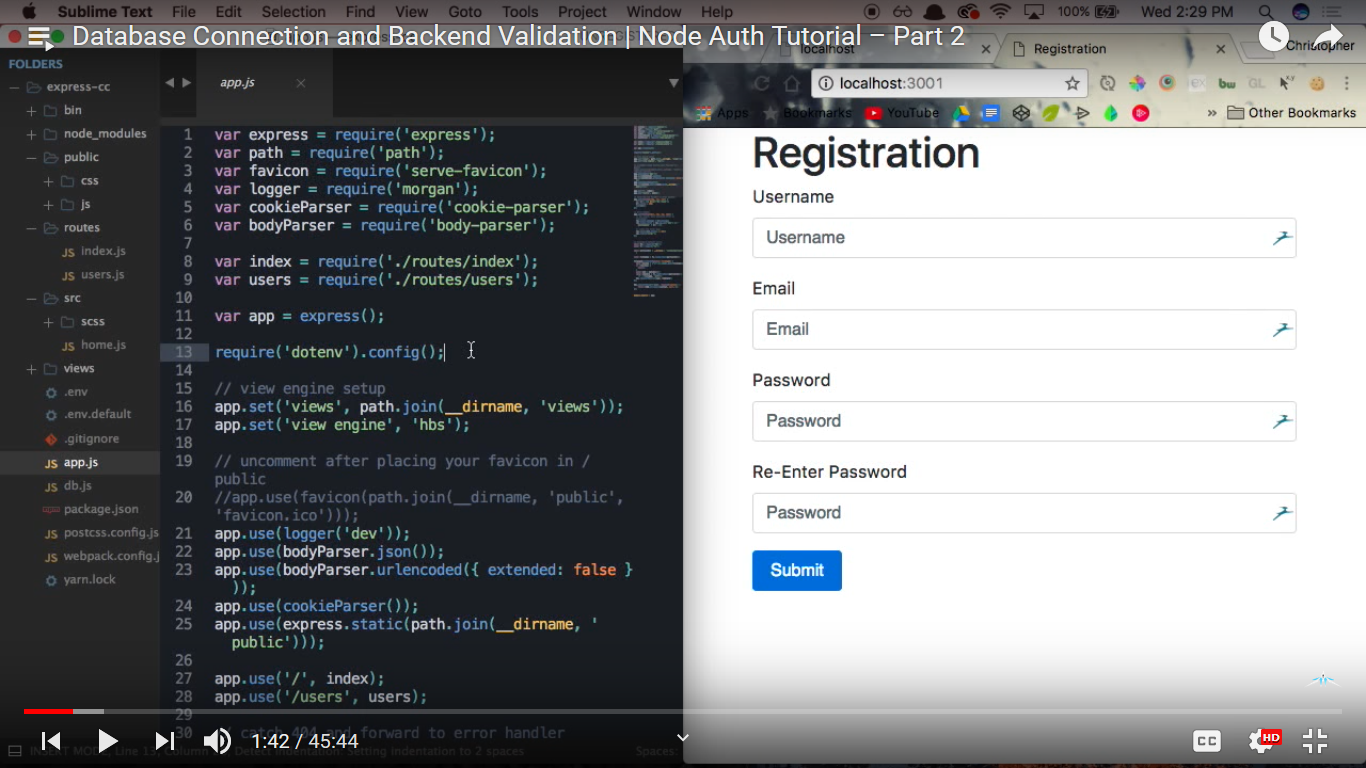 Sublime Text File Edit Selection Find View Goto Tools Project Window Help 100% Wed 2:29 PM
Database Connection and Backend Validation | Node Auth Tutorial – Part 2
localhost
Registration
Christopher
localhost:3001
Apps Bookmarks YouTube » Other Bookmarks
FOLDERS
express-cc
bin
node_modules
public
css
js
routes
JS index.js
JS users.js
src
scss
JS home.js
views
.env
.env.default
.gitignore
JS app.js
JS db.js
package.json
JS postcss.config.js
JS webpack.config.j
yarn.lock
app.js
1 var express = require('express');
2 var path = require('path');
3 var favicon = require('serve-favicon');
4 var logger = require('morgan');
5 var cookieParser = require('cookie-parser');
6 var bodyParser = require('body-parser');
7
8 var index = require('./routes/index');
9 var users = require('./routes/users');
10
11 var app = express();
12
13 require('dotenv').config();
14
15 // view engine setup
16 app.set('views', path.join(__dirname, 'views'));
17 app.set('view engine', 'hbs');
18
19 // uncomment after placing your favicon in /
public
20 //app.use(favicon(path.join(__dirname, 'public',
'favicon.ico')));
21 app.use(logger('dev'));
22 app.use(bodyParser.json());
23 app.use(bodyParser.urlencoded({ extended: false }
));
24 app.use(cookieParser());
25 app.use(express.static(path.join(__dirname, '
public')));
26
27 app.use('/', index);
28 app.use('/users', users);
29
30 // catch 404 and forward to error handler
Registration
Username
Username
Email
Email
Password
Password
Re-Enter Password
Password
Submit
1:42 / 45:44
CC
HD
INSERT MODE, Line 13, Column Detect Indentation: Setting indentation to 2 spaces
Spaces: